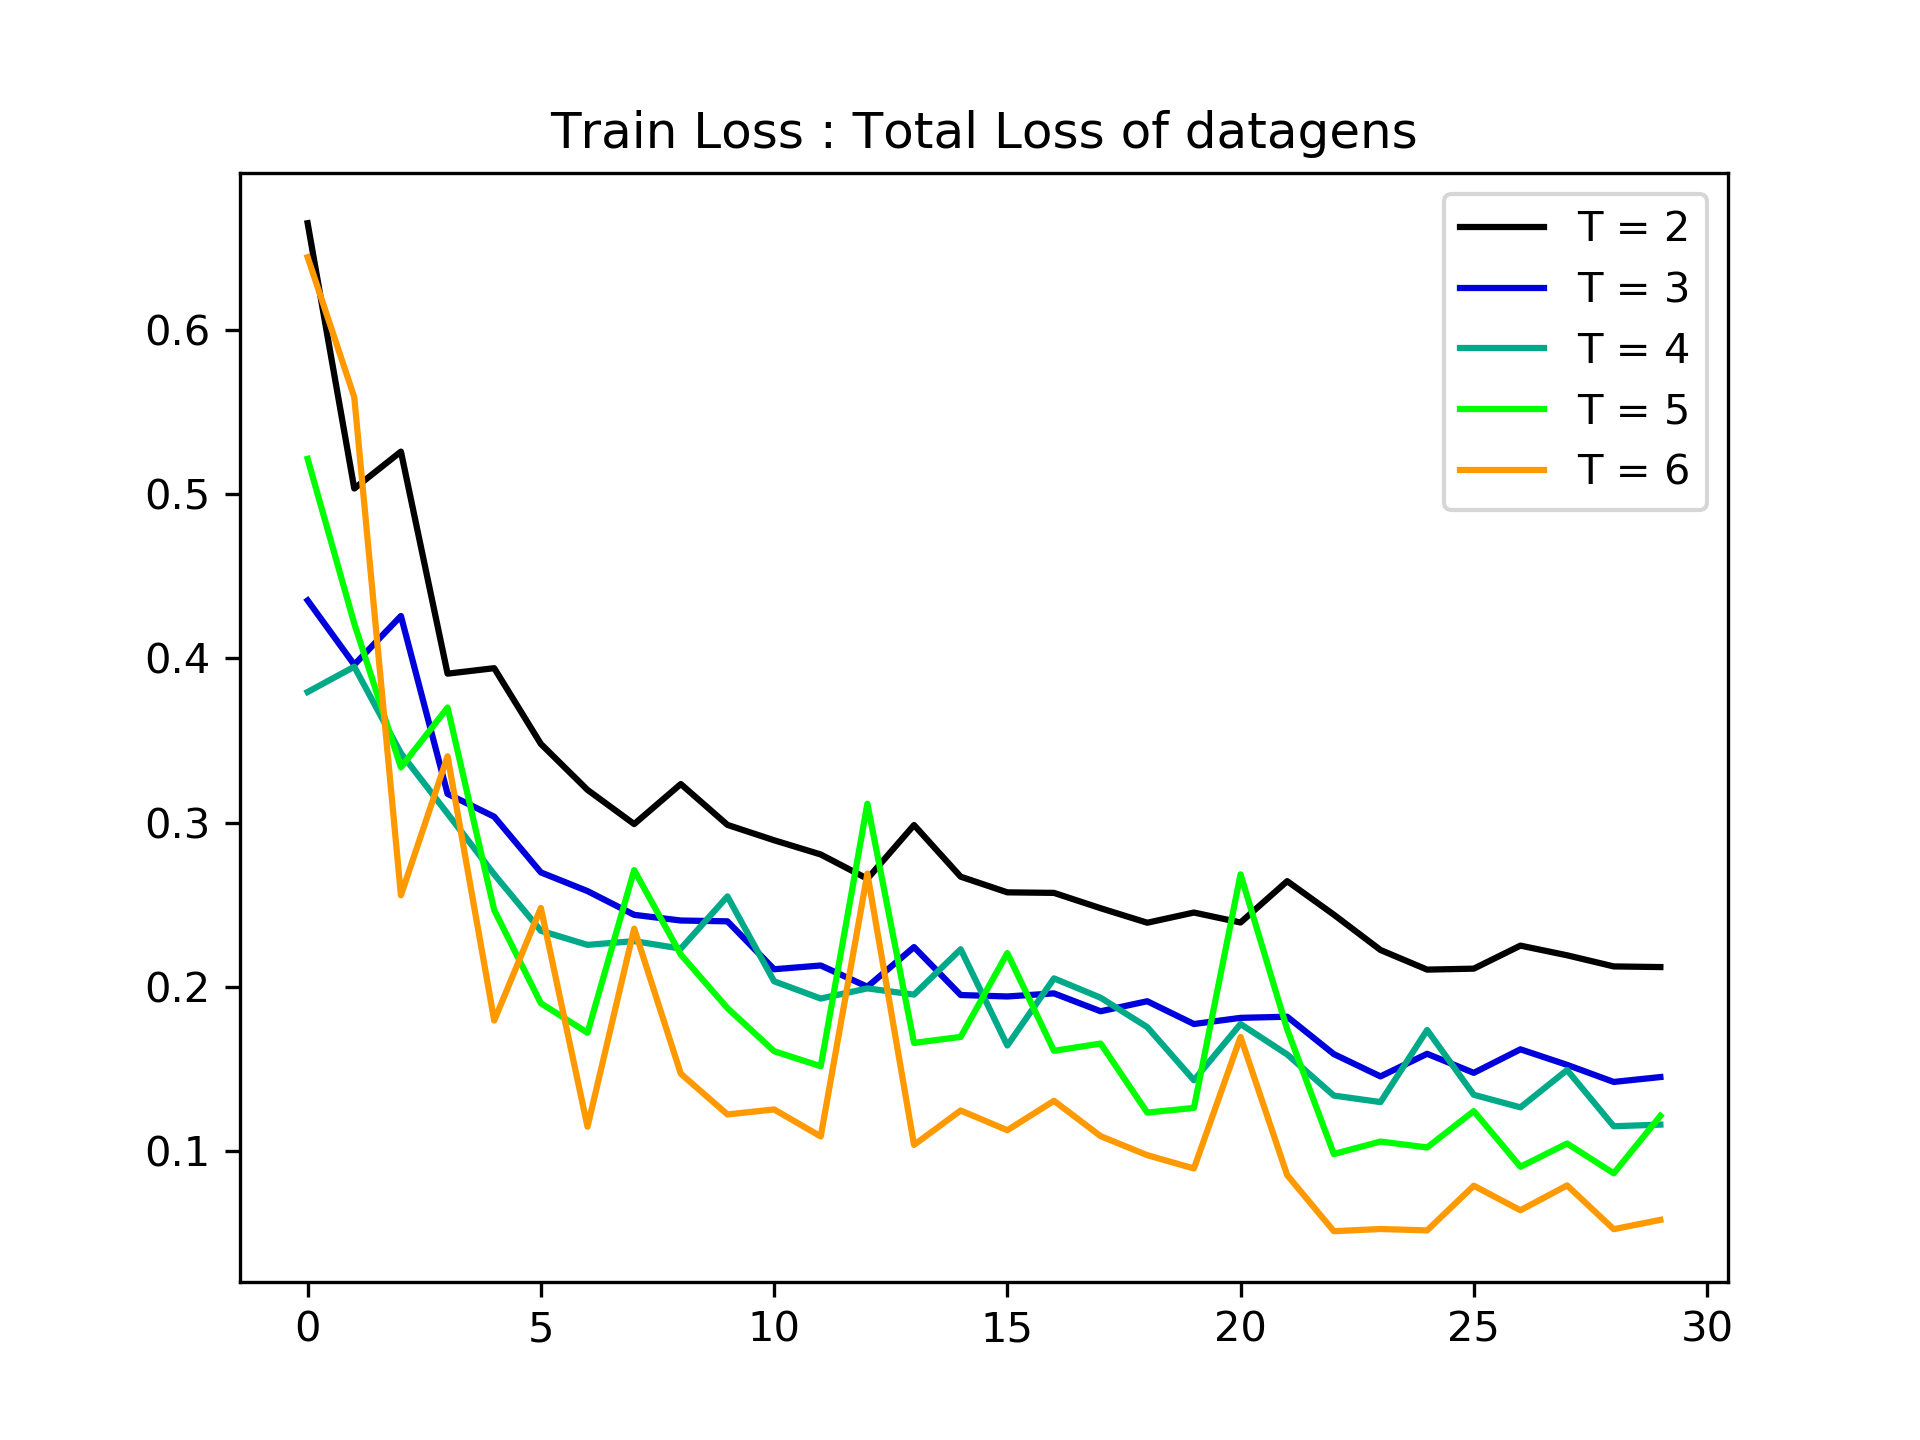 Train Loss : Total Loss of datagens
T = 2
T = 3
T = 4
T = 5
T = 6
0.6
0.5
0.4
0.3
0.2
0.1
0 5 10 15 20 25 30